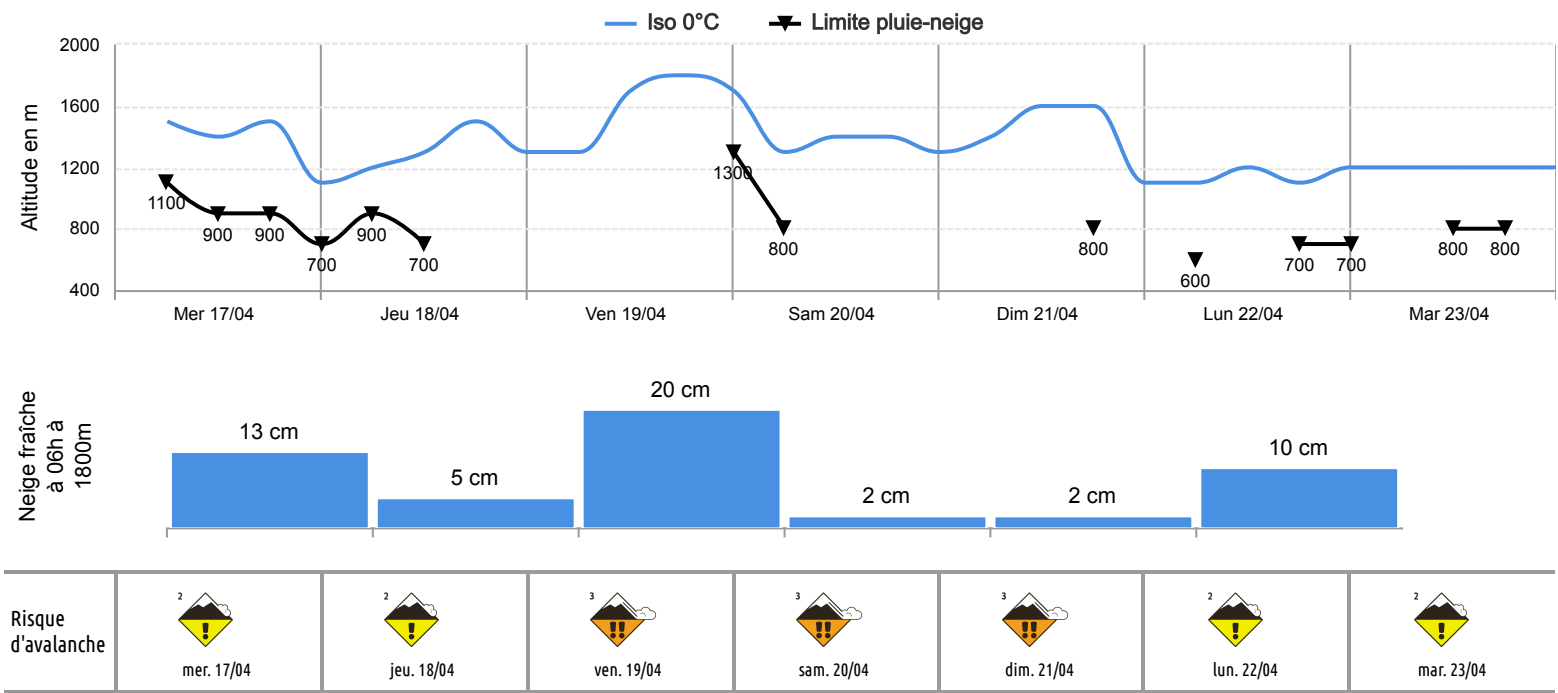 Iso 0°C Limite pluie-neige
Altitude en m
2000
1600
1200
800
400
1100
900
900
700
900
700
1300
800
800
600
700
700
800
800
Mer 17/04 Jeu 18/04 Ven 19/04 Sam 20/04 Dim 21/04 Lun 22/04 Mar 23/04
Neige fraîche
à 06h à
1800m
13 cm
5 cm
20 cm
2 cm
2 cm
10 cm
Risque
d'avalanche
2 2 3 3 3 2 2
! ! !! !! !! ! !
mer. 17/04 jeu. 18/04 ven. 19/04 sam. 20/04 dim. 21/04 lun. 22/04 mar. 23/04